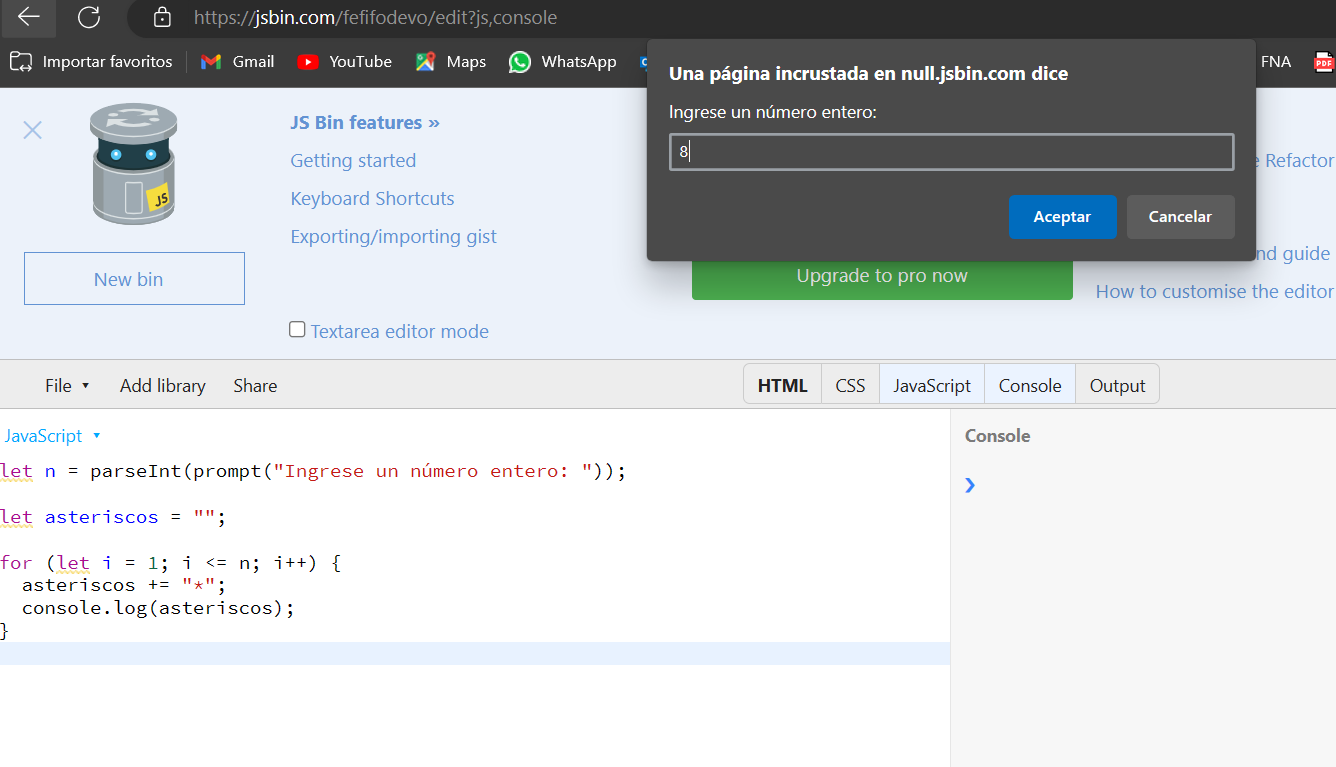 https://jsbin.com/fefifodevo/edit?js,console
Importar favoritos
Gmail
YouTube
Maps
WhatsApp
FNA
PDF
Una página incrustada en null.jsbin.com dice
Ingrese un número entero:
8
Aceptar
Cancelar
JS
New bin
JS Bin features »
Getting started
Keyboard Shortcuts
Exporting/importing gist
Textarea editor mode
Upgrade to pro now
Refactor
guide
How to customise the editor
File ▾
Add library
Share
HTML
CSS
JavaScript
Console
Output
JavaScript ▾
let n = parseInt(prompt("Ingrese un número entero: "));
let asteriscos = "";
for (let i = 1; i <= n; i++) {
  asteriscos += "*";
  console.log(asteriscos);
}
Console